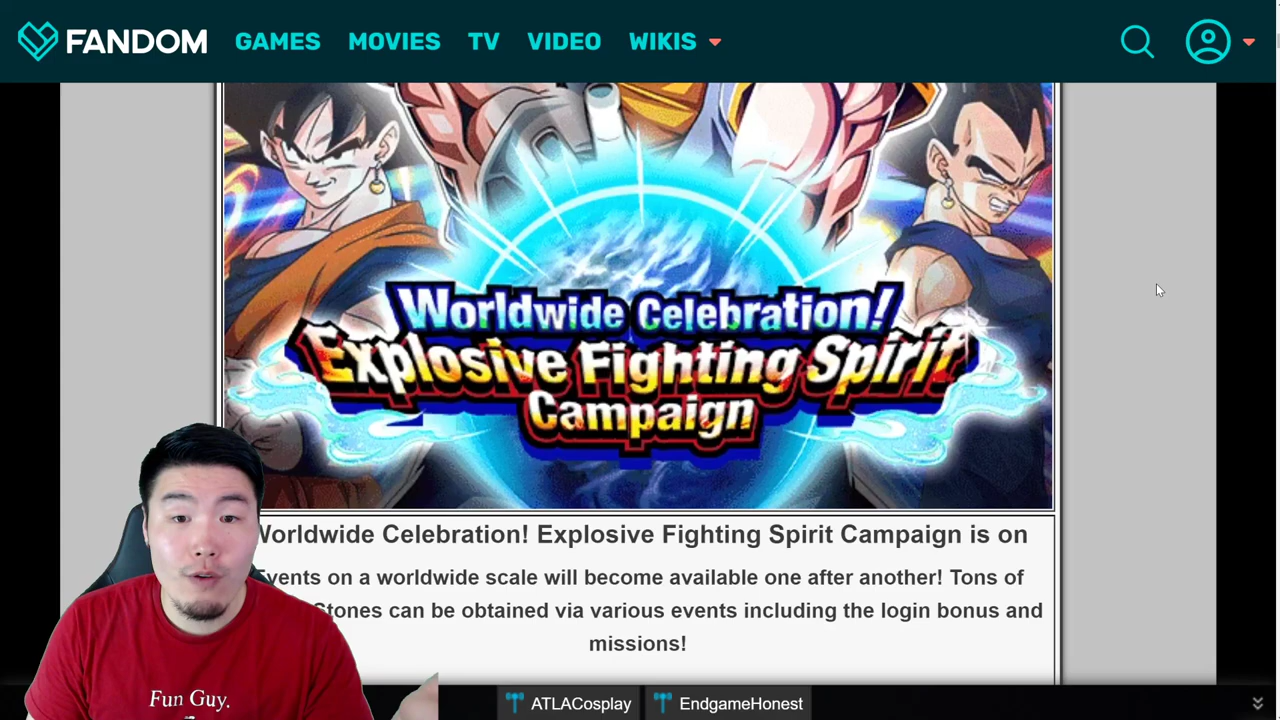 FANDOM GAMES MOVIES TV VIDEO WIKIS
Worldwide Celebration!
Explosive Fighting Spirit
Campaign
Worldwide Celebration! Explosive Fighting Spirit Campaign is on
Events on a worldwide scale will become available one after another! Tons of
Stones can be obtained via various events including the login bonus and
missions!
Fun Guy.
ATLACosplay EndgameHonest